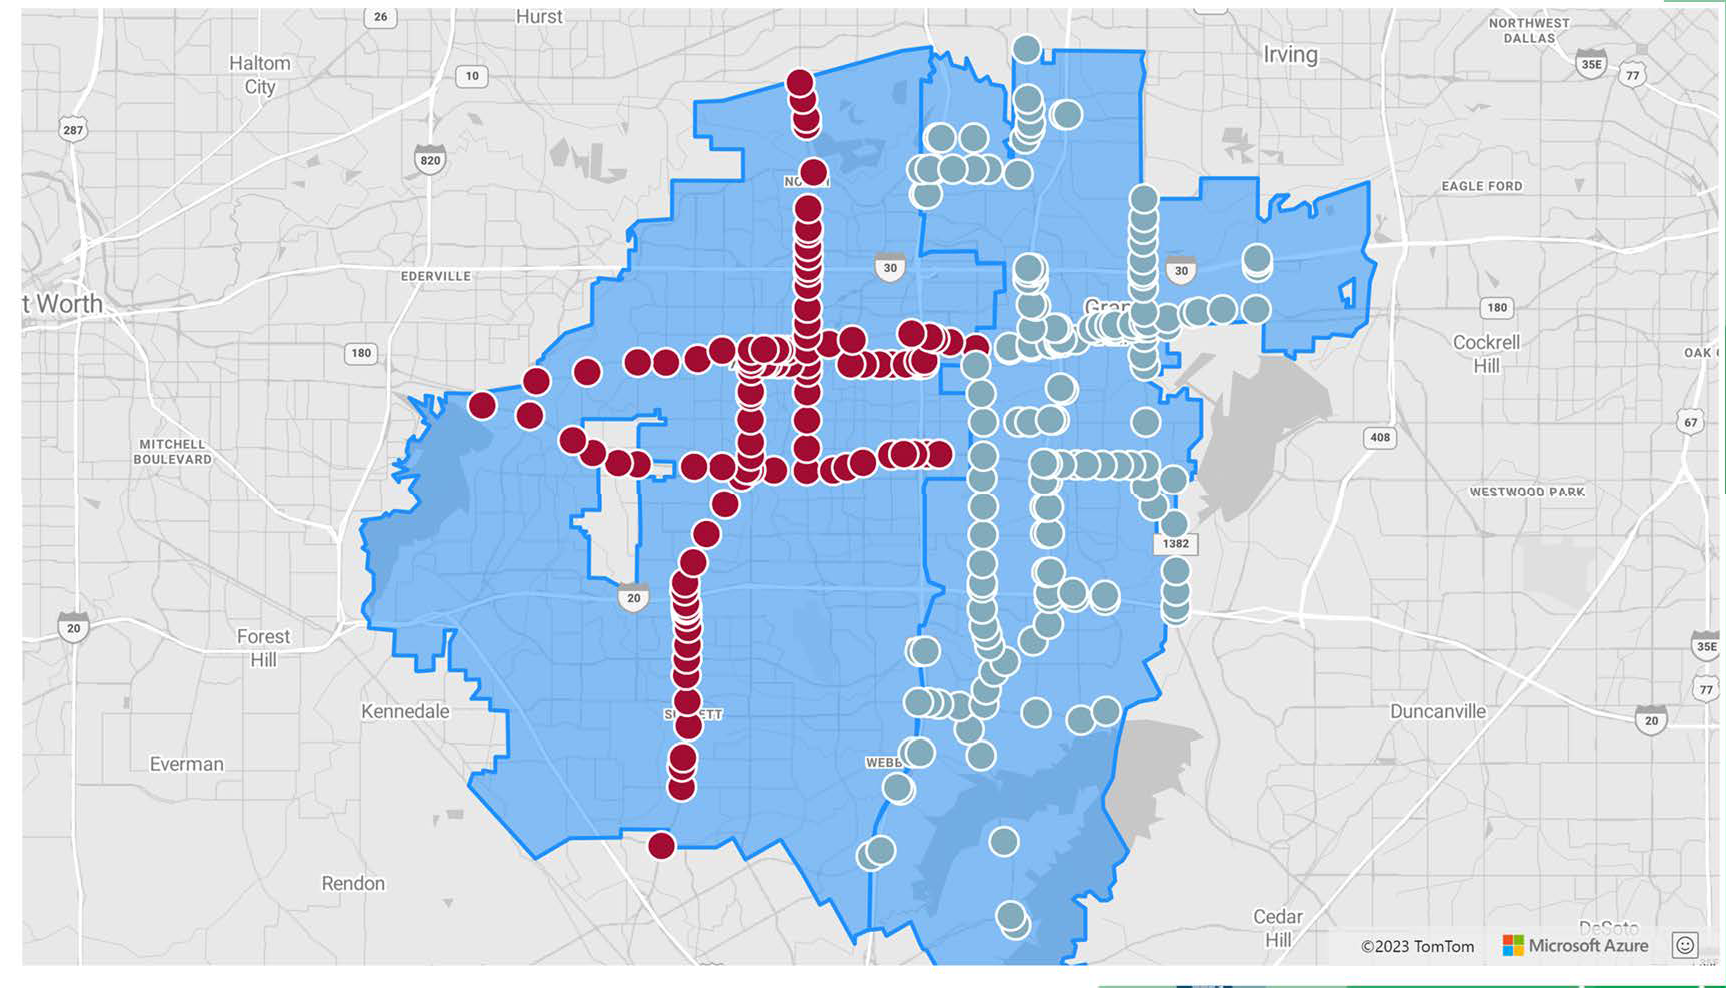 26
Hurst
NORTHWEST
DALLAS
Haltom
City
10
Irving
35E
77
287
820
EAGLE FORD
30
30
EDERVILLE
t Worth
Gran
180
180
Cockrell
Hill
OAK
408
67
MITCHELL
BOULEVARD
WESTWOOD PARK
1382
20
20
Forest
Hill
35E
77
Kennedale
Duncanville
20
Everman
WEBB
Rendon
Cedar
Hill
DeSoto
©2023 TomTom
Microsoft Azure